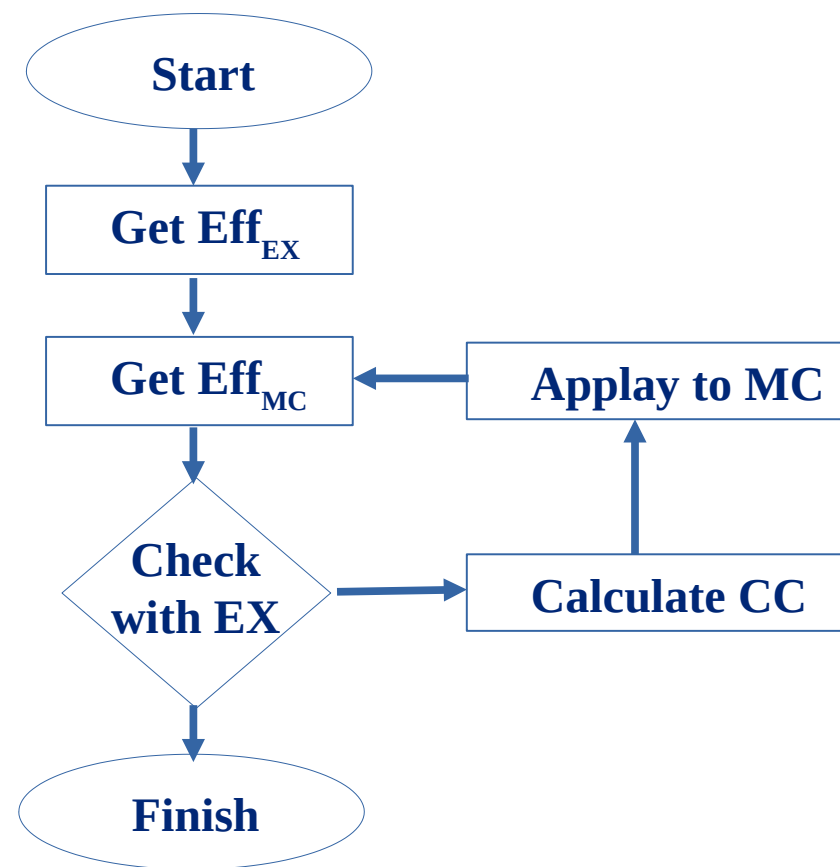 Start
Get Eff_EX
Get Eff_MC
Applay to MC
Check
with EX
Calculate CC
Finish